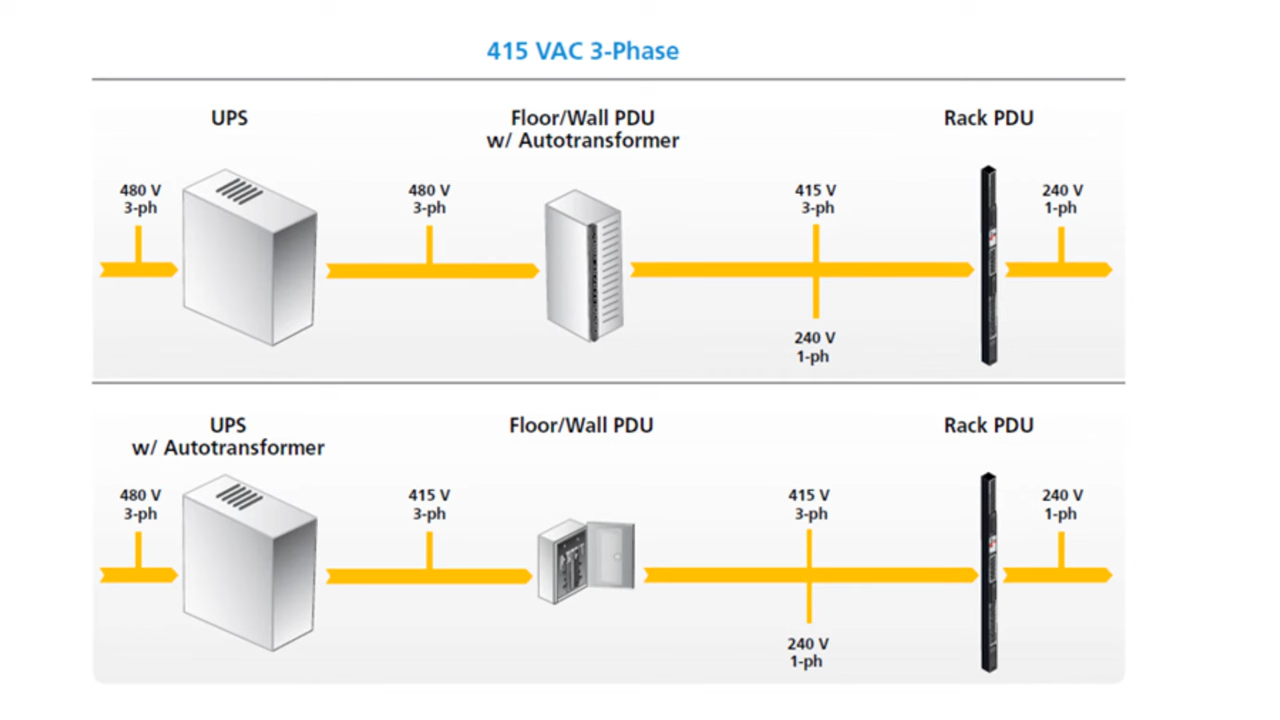 415 VAC 3-Phase
UPS
Floor/Wall PDU
w/ Autotransformer
Rack PDU
480 V
3-ph
480 V
3-ph
415 V
3-ph
240 V
1-ph
240 V
1-ph
UPS
w/ Autotransformer
Floor/Wall PDU
Rack PDU
480 V
3-ph
415 V
3-ph
415 V
3-ph
240 V
1-ph
240 V
1-ph